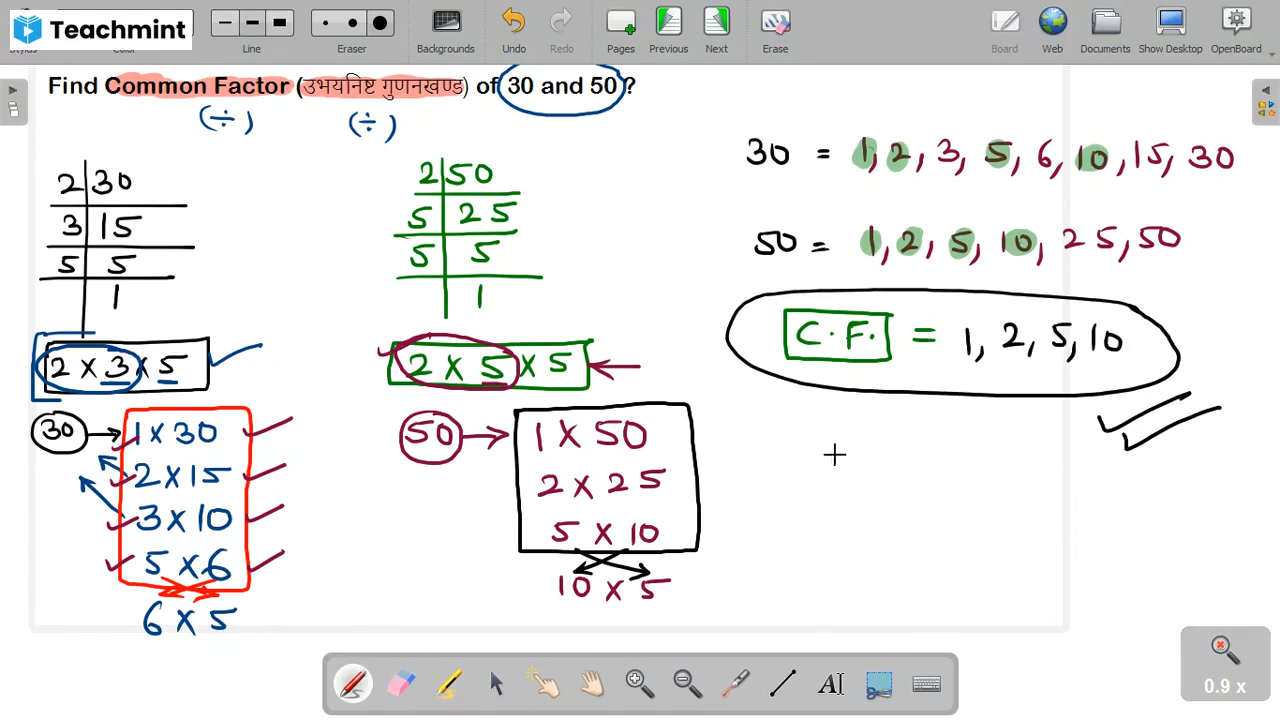 Teachmint
Line
Eraser
Backgrounds
Undo
Redo
Pages
Previous
Next
Erase
Board
Web
Documents
Show Desktop
OpenBoard
Find Common Factor (उभयनिष्ट गुणनखण्ड) of 30 and 50 ?
(÷) (÷)
2 30
3 15
5 5
1
2 × 3 × 5
30 → 1 × 30
2 × 15
3 × 10
5 × 6
6 × 5
2 50
5 25
5 5
1
2 × 5 × 5
50 → 1 × 50
2 × 25
5 × 10
10 × 5
30 = 1, 2, 3, 5, 6, 10, 15, 30
50 = 1, 2, 5, 10, 25, 50
C.F. = 1, 2, 5, 10
AI
0.9 x